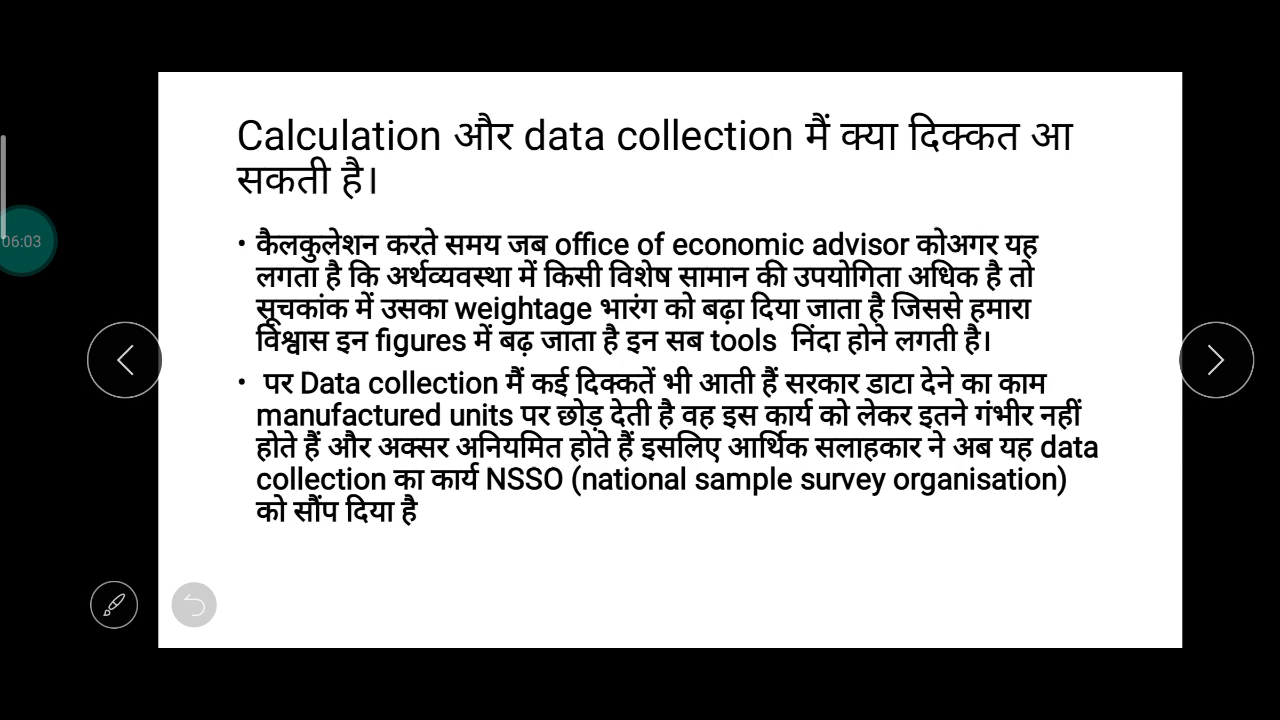 Calculation और data collection मैं क्या दिक्कत आ
सकती है।
• कैलकुलेशन करते समय जब office of economic advisor कोअगर यह
लगता है कि अर्थव्यवस्था में किसी विशेष सामान की उपयोगिता अधिक है तो
सूचकांक में उसका weightage भारंग को बढ़ा दिया जाता है जिससे हमारा
विश्वास इन figures में बढ़ जाता है इन सब tools निंदा होने लगती है।
• पर Data collection मैं कई दिक्कतें भी आती हैं सरकार डाटा देने का काम
manufactured units पर छोड़ देती है वह इस कार्य को लेकर इतने गंभीर नहीं
होते हैं और अक्सर अनियमित होते हैं इसलिए आर्थिक सलाहकार ने अब यह data
collection का कार्य NSSO (national sample survey organisation)
को सौंप दिया है
06:03